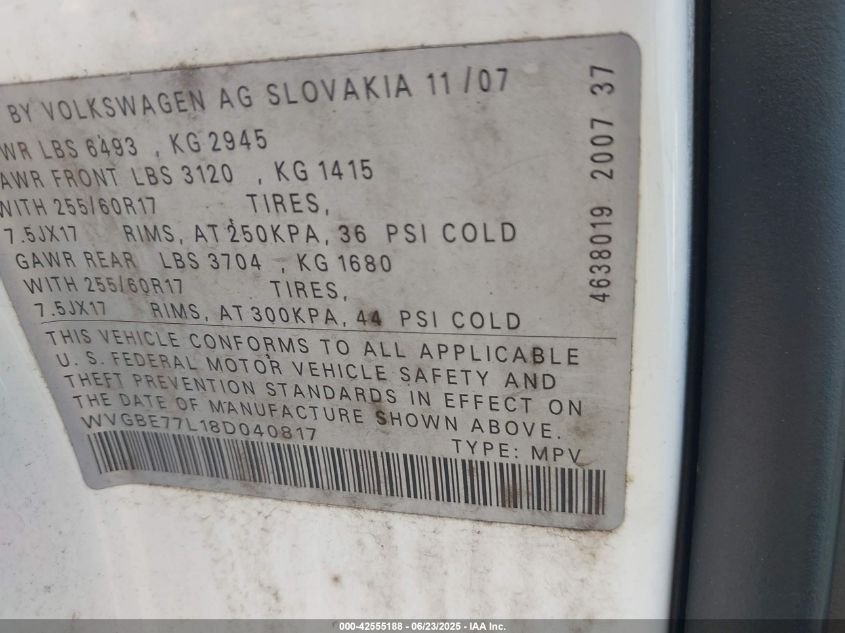 BY VOLKSWAGEN AG SLOVAKIA 11/07
WR LBS 6493 , KG 2945
AWR FRONT LBS 3120 , KG 1415
WITH 255/60R17 TIRES,
7.5JX17 RIMS, AT 250KPA, 36 PSI COLD
GAWR REAR LBS 3704 , KG 1680
WITH 255/60R17 TIRES,
7.5JX17 RIMS, AT 300KPA, 44 PSI COLD
THIS VEHICLE CONFORMS TO ALL APPLICABLE
U. S. FEDERAL MOTOR VEHICLE SAFETY AND
THEFT PREVENTION STANDARDS IN EFFECT ON
THE DATE OF MANUFACTURE SHOWN ABOVE.
WVGBE77L18D040817 TYPE: MPV
4638019 2007 37
000-42555188 - 06/23/2025 - IAA Inc.